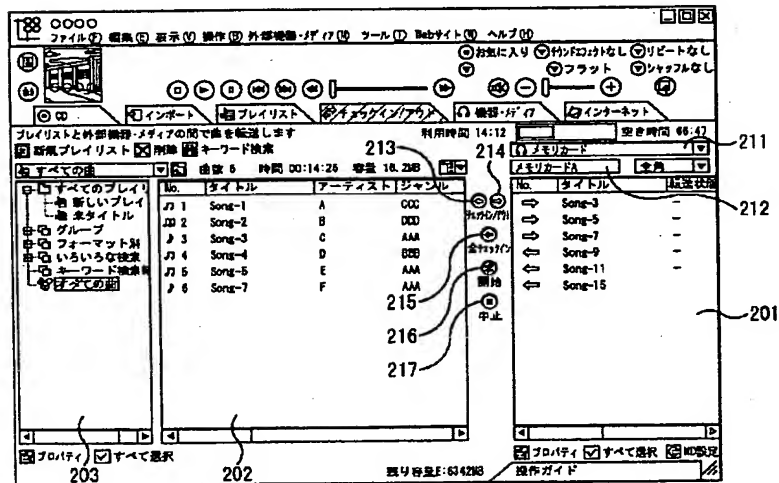 OOOO
ファイル(F) 編集(E) 表示(V) 操作(B) 外部機器・メディア(M) ツール(T) Webサイト(W) ヘルプ(H)
お気に入り サウンドエフェクトなし リピートなし
フラット シャッフルなし
CD インポート プレイリスト チェックイン/アウト 機器・メディア インターネット
プレイリストと外部機器・メディアの間で曲を転送します
213
利用時間 14:12 空き時間 66:47
新規プレイリスト 削除 キーワード検索
214
メモリカード
211
すべての曲 曲数 6 時間 00:14:25 容量 16.2MB
メモリカードA 全角
212
すべてのプレイリ
新しいプレイ
未タイトル
グループ
フォーマット別
いろいろな検索
キーワード検索
すべての曲
No. タイトル アーティスト ジャンル
1 Song-1 A CCC
2 Song-2 B DDD
3 Song-3 C AAA
4 Song-4 D BBB
5 Song-5 E AAA
6 Song-7 F AAA
チェックイン/アウト
215
全チェックイン
216
開始
217
中止
No. タイトル 転送状態
⇨ Song-3 －
⇨ Song-5 －
⇨ Song-7 －
⇦ Song-9 －
⇦ Song-11 －
⇦ Song-15
201
プロパティ すべて選択
203
202
プロパティ すべて選択 MD設定
残り容量E:6342MB
操作ガイド